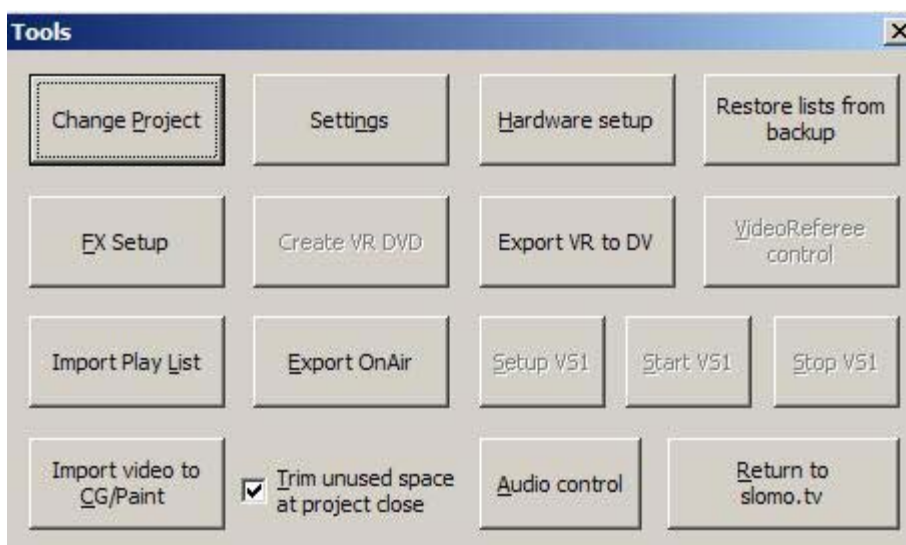 Tools
Change Project
Settings
Hardware setup
Restore lists from
backup
FX Setup
Create VR DVD
Export VR to DV
VideoReferee
control
Import Play List
Export OnAir
Setup VS1
Start VS1
Stop VS1
Import video to
CG/Paint
Trim unused space
at project close
Audio control
Return to
slomo.tv